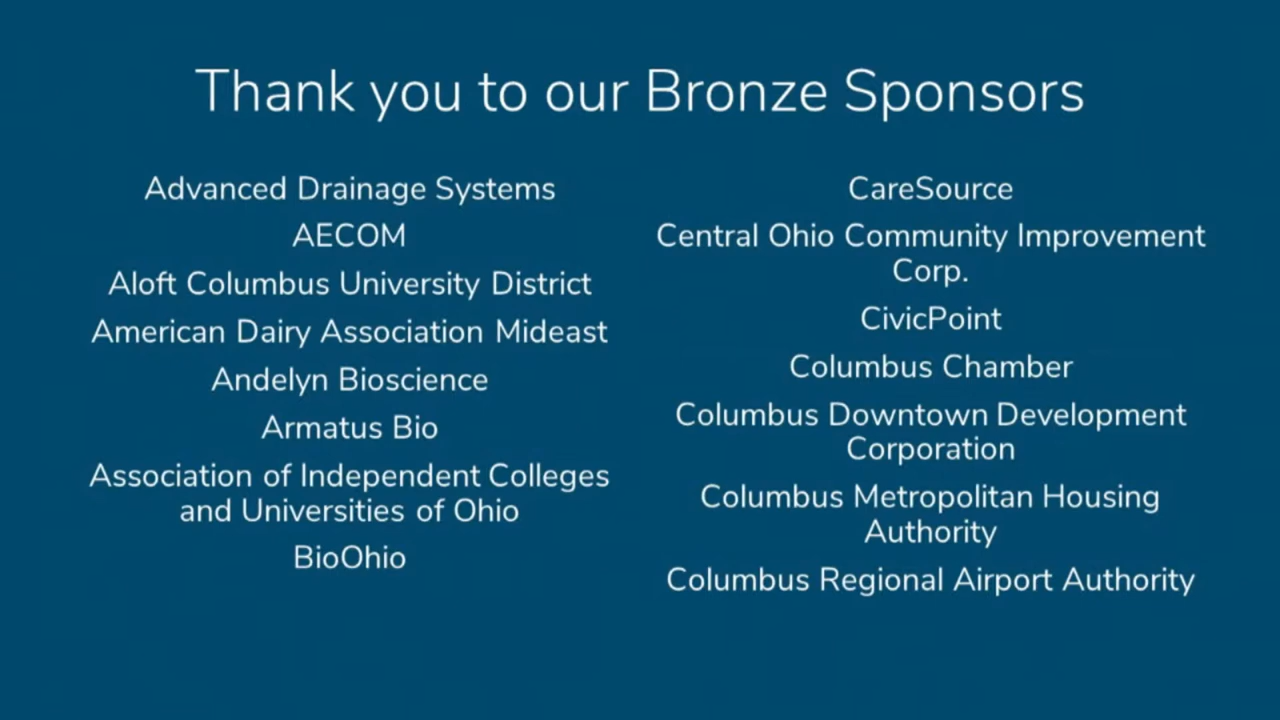 Thank you to our Bronze Sponsors
Advanced Drainage Systems
AECOM
Aloft Columbus University District
American Dairy Association Mideast
Andelyn Bioscience
Armatus Bio
Association of Independent Colleges
and Universities of Ohio
BioOhio
CareSource
Central Ohio Community Improvement
Corp.
CivicPoint
Columbus Chamber
Columbus Downtown Development
Corporation
Columbus Metropolitan Housing
Authority
Columbus Regional Airport Authority